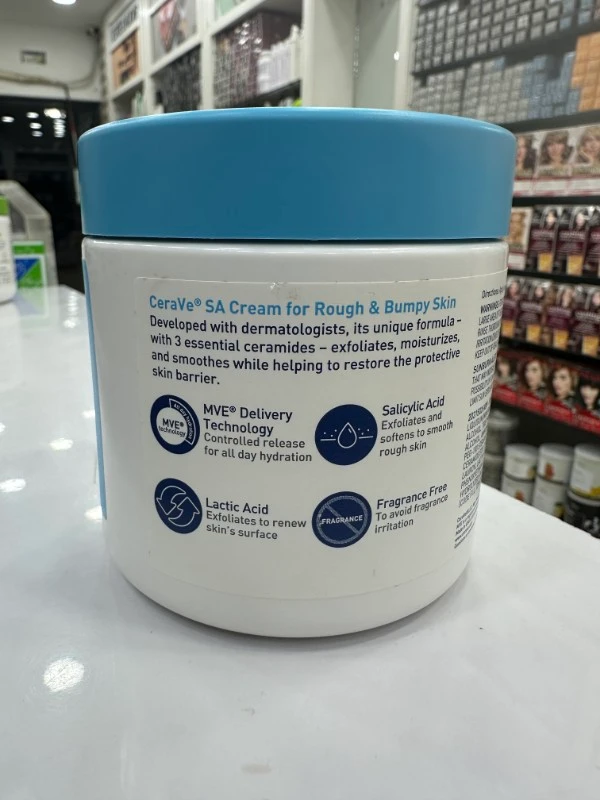 CeraVe® SA Cream for Rough & Bumpy Skin
Developed with dermatologists, its unique formula –
with 3 essential ceramides – exfoliates, moisturizes,
and smoothes while helping to restore the protective
skin barrier.
MVE®
technology
MVE® Delivery
Technology
Controlled release
for all day hydration
Salicylic Acid
Exfoliates and
softens to smooth
rough skin
Lactic Acid
Exfoliates to renew
skin's surface
FRAGRANCE
Fragrance Free
To avoid fragrance
irritation
Directions